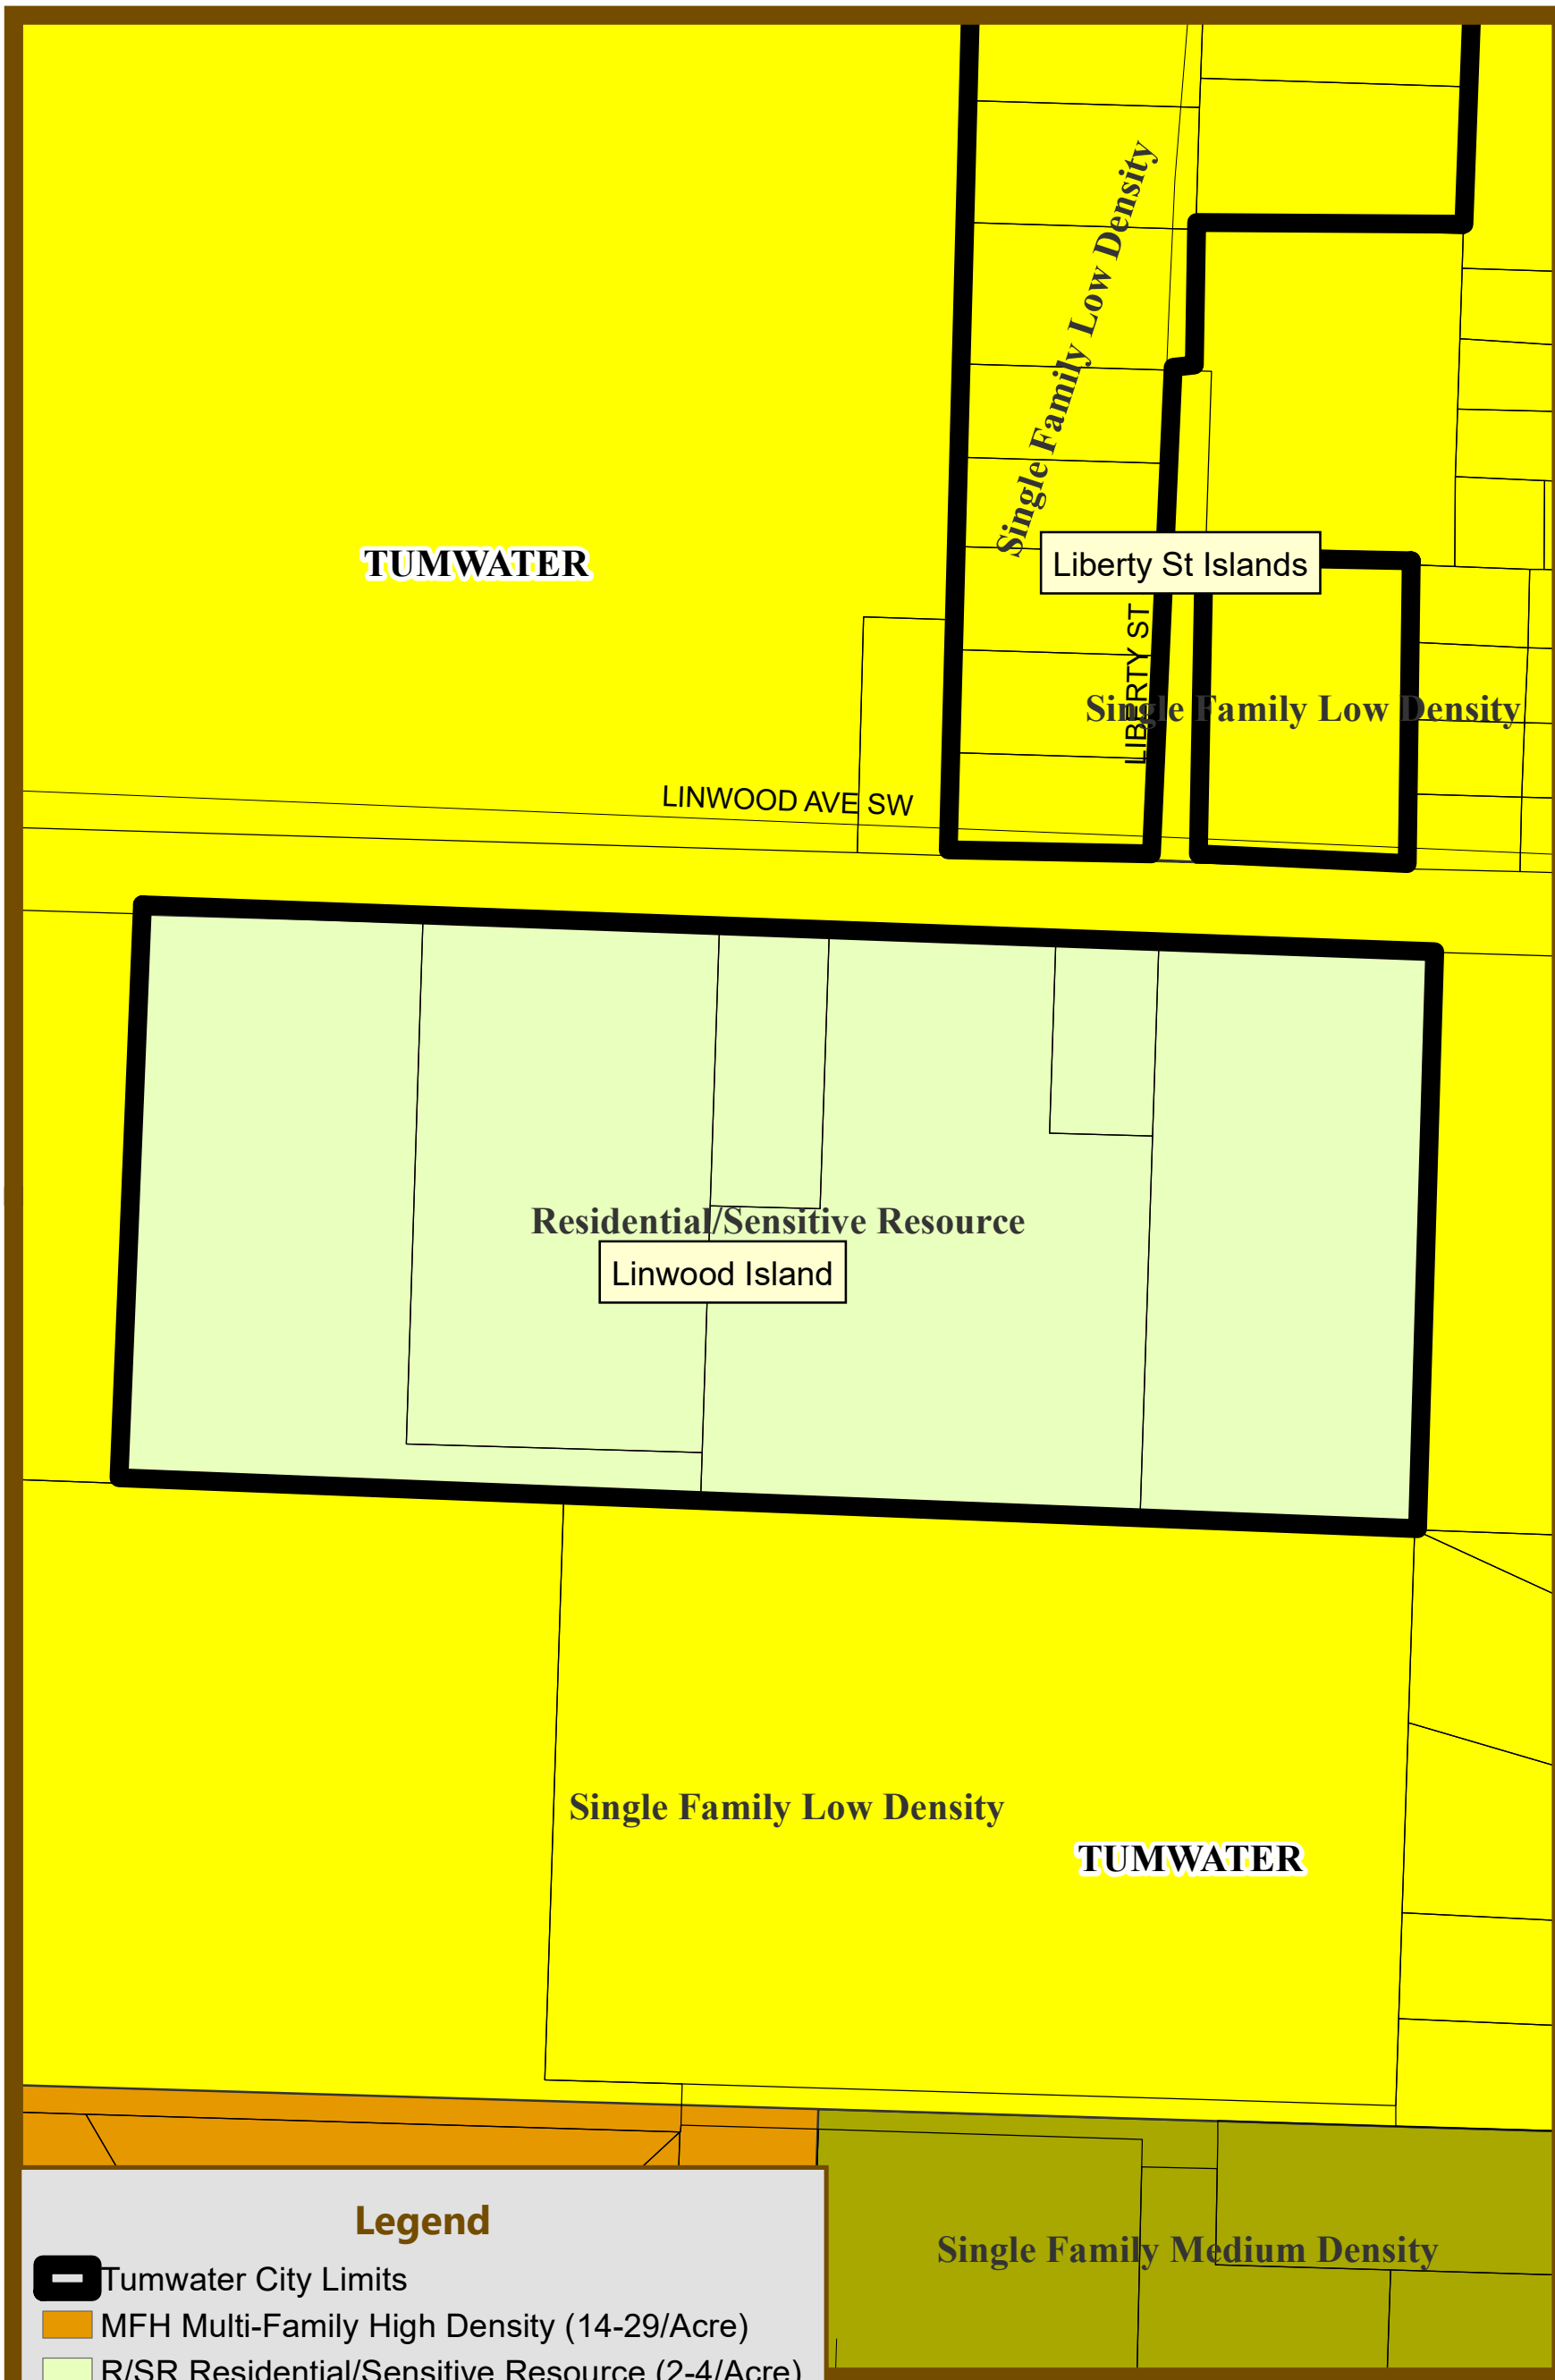 Single Family Low Density
TUMWATER
Liberty St Islands
LIBERTY ST
Single Family Low Density
LINWOOD AVE SW
Residential/Sensitive Resource
Linwood Island
Single Family Low Density
TUMWATER
Single Family Medium Density
Legend
Tumwater City Limits
MFH Multi-Family High Density (14-29/Acre)
R/SR Residential/Sensitive Resource (2-4/Acre)